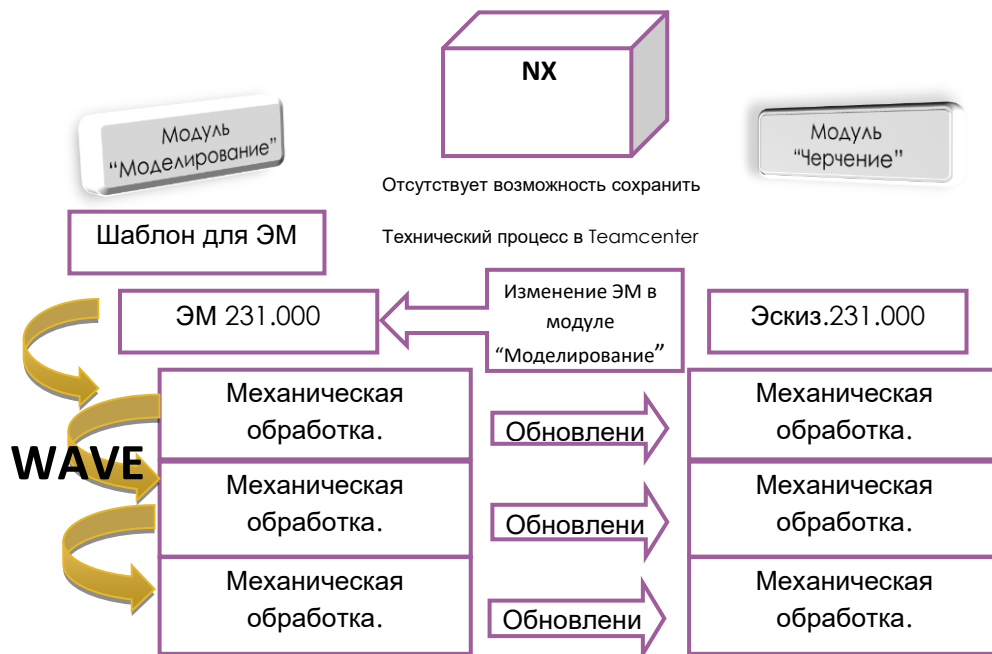 NX
Модуль
“Моделирование”
Модуль
“Черчение”
Отсутствует возможность сохранить
Технический процесс в Teamcenter
Шаблон для ЭМ
ЭМ 231.000
Изменение ЭМ в
модуле
“Моделирование”
Эскиз.231.000
WAVE
Механическая
обработка.
Обновлени
Механическая
обработка.
Механическая
обработка.
Обновлени
Механическая
обработка.
Механическая
обработка.
Обновлени
Механическая
обработка.